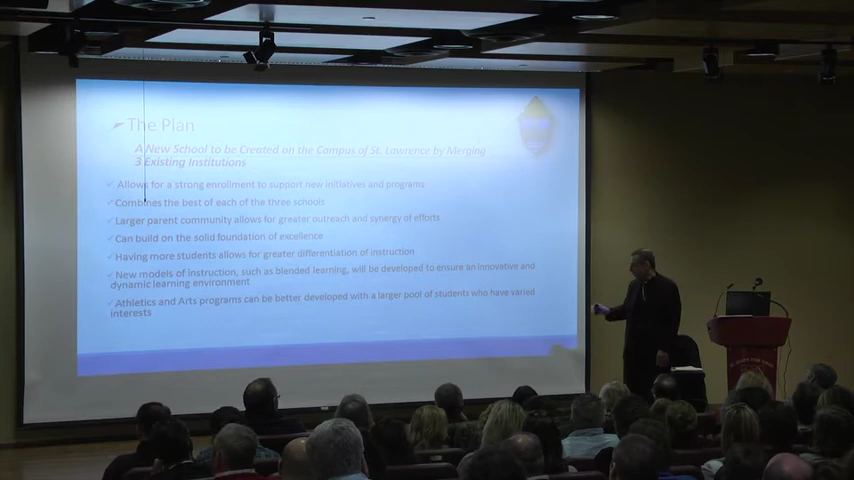 The Plan
A New School to be Created on the Campus of St. Lawrence by Merging
3 Existing Institutions
✓ Allows for a strong enrollment to support new initiatives and programs
✓ Combines the best of each of the three schools
✓ Larger parent community allows for greater outreach and synergy of efforts
✓ Can build on the solid foundation of excellence
✓ Having more students allows for greater differentiation of instruction
✓ New models of instruction, such as blended learning, will be developed to ensure an innovative and
dynamic learning environment
✓ Athletics and Arts programs can be better developed with a larger pool of students who have varied
interests